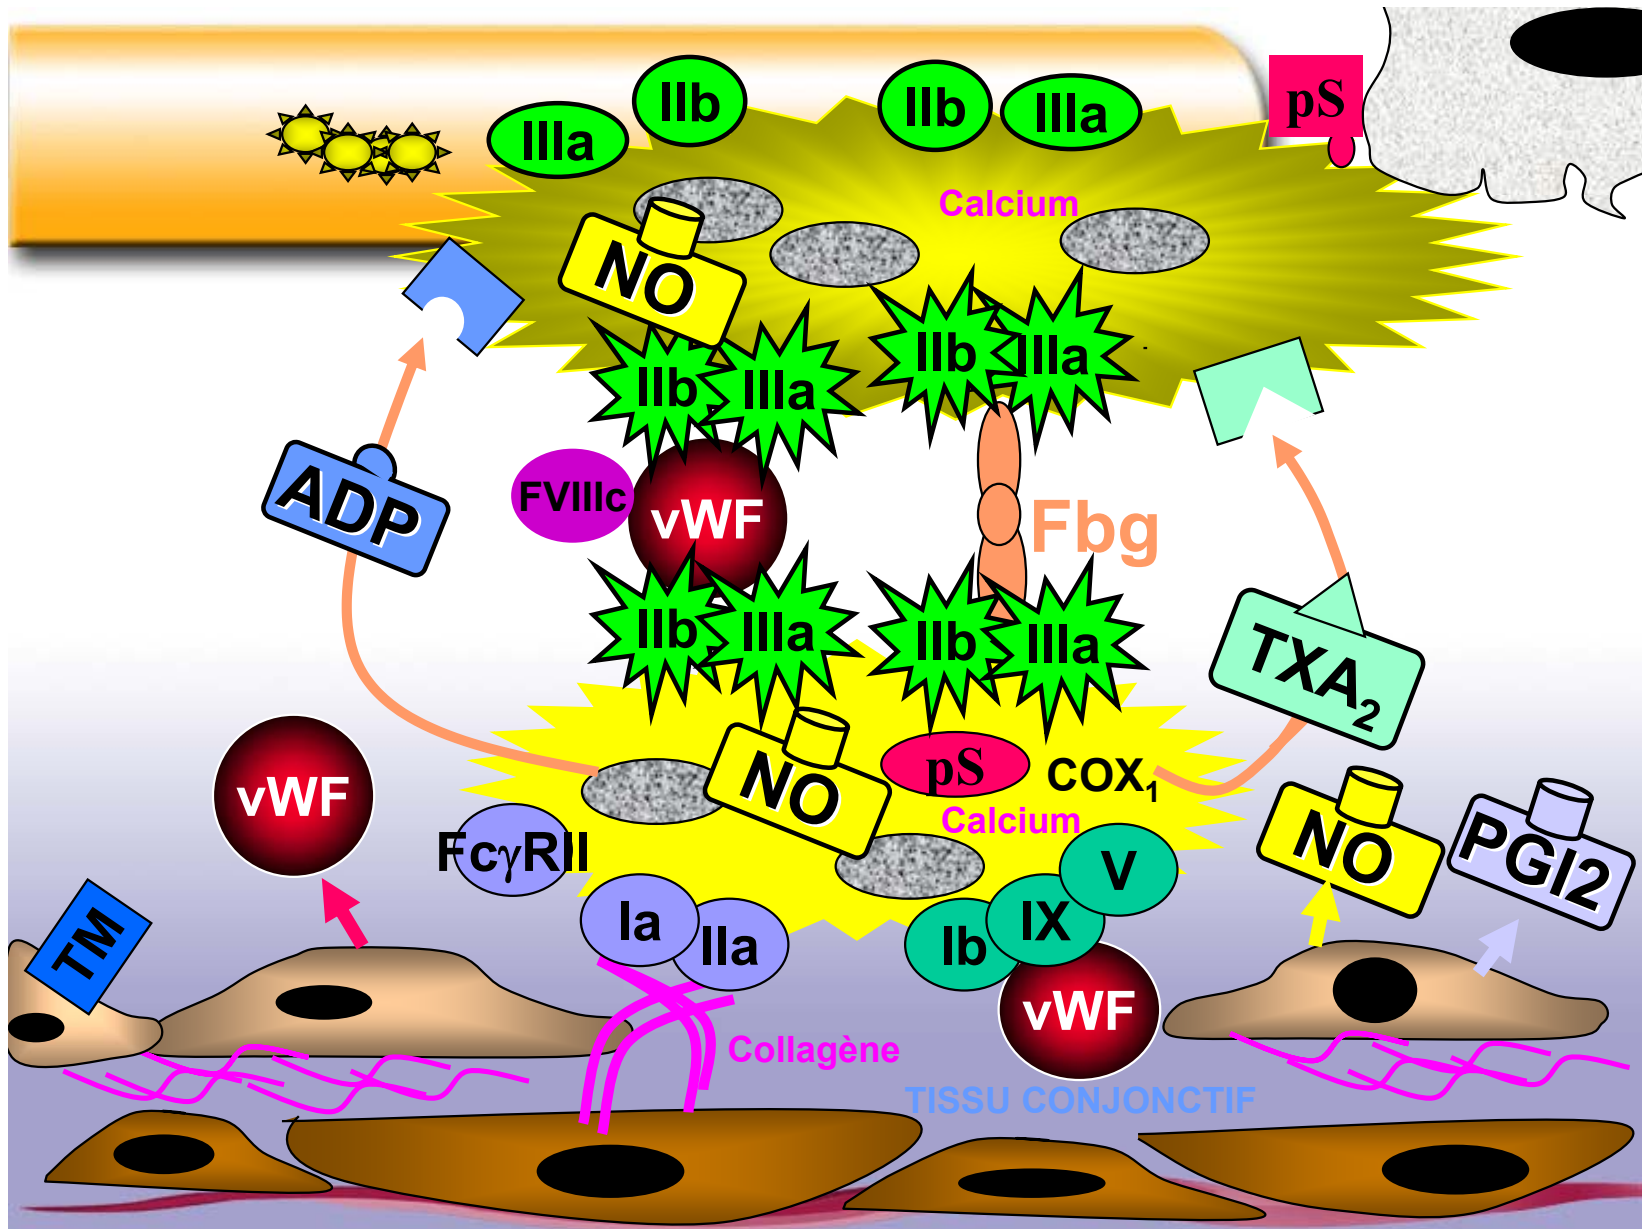 IIb
IIb
IIIa
IIIa
pS
Calcium
NO
IIb
IIIa
IIb
IIIa
ADP
FVIIIc
vWF
Fbg
IIb
IIIa
IIb
IIIa
TXA2
vWF
NO
pS
COX1
Calcium
NO
PGI2
FcγRII
V
Ia
IIa
Ib
IX
TM
vWF
Collagène
TISSU CONJONCTIF